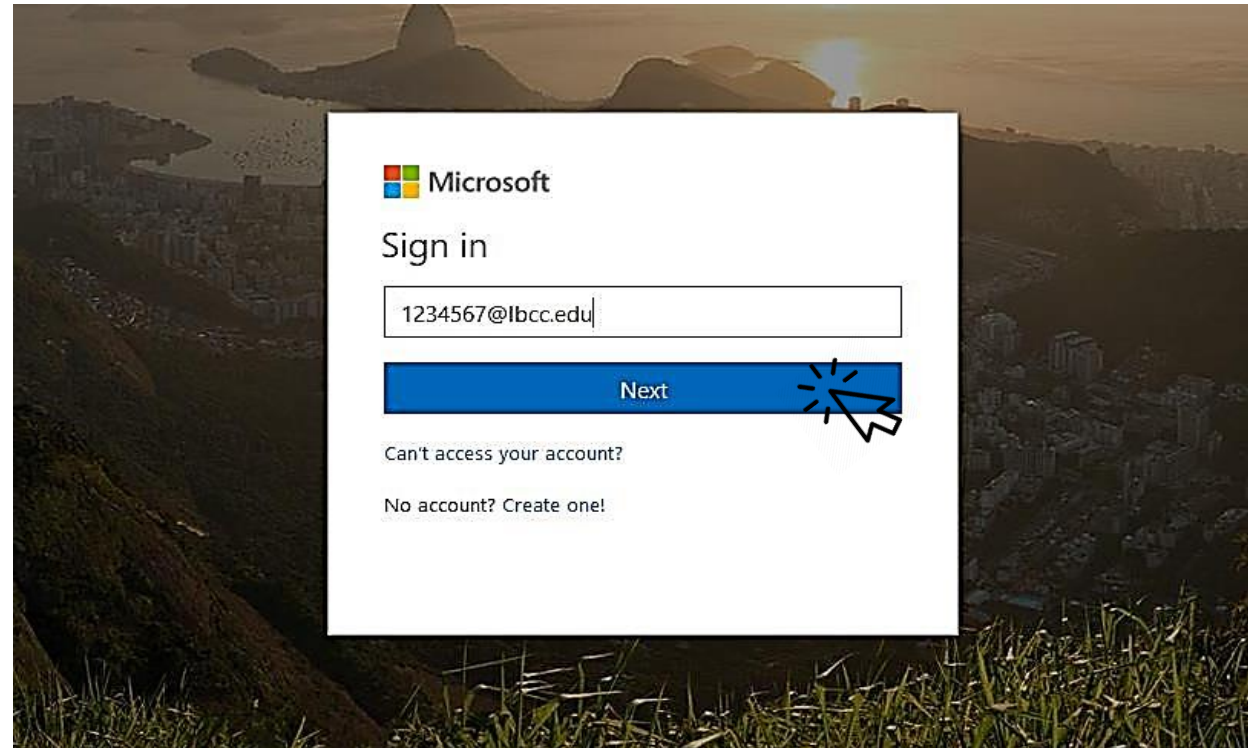 Microsoft
Sign in
1234567@lbcc.edu
Next
Can't access your account?
No account? Create one!